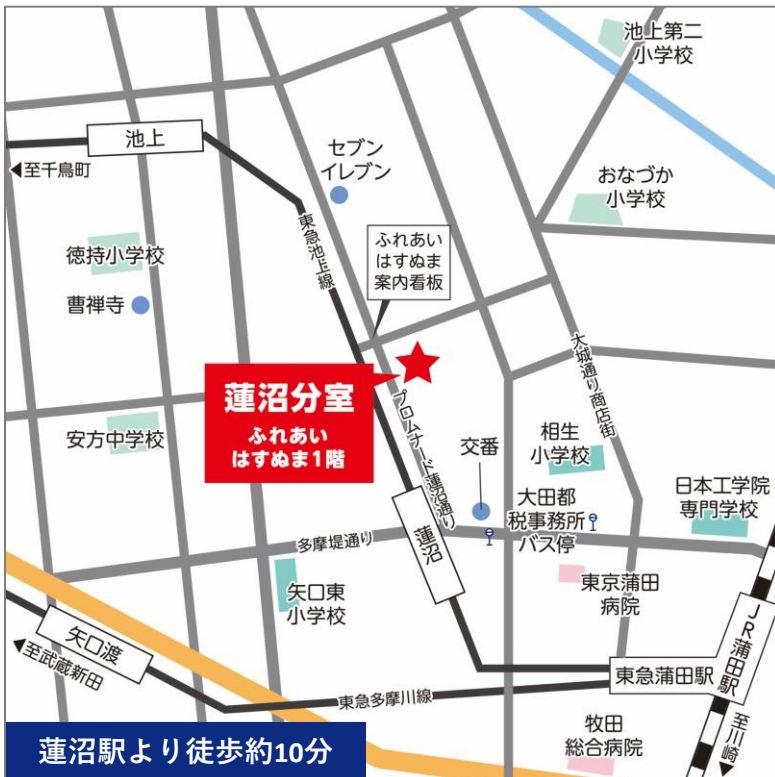 池上第二
小学校
池上
◀至千鳥町
セブン
イレブン
おなづか
小学校
東急池上線
ふれあい
はすぬま
案内看板
徳持小学校
曹禅寺
大城通り商店街
蓮沼分室
ふれあい
はすぬま1階
プロムナード蓮沼通り
安方中学校
交番
相生
小学校
大田都
税事務所
バス停
日本工学院
専門学校
多摩堤通り
蓮沼
矢口東
小学校
東京蒲田
病院
矢口渡
◀至武蔵新田
東急蒲田駅
JR蒲田駅
東急多摩川線
至川崎▶
牧田
総合病院
蓮沼駅より徒歩約10分